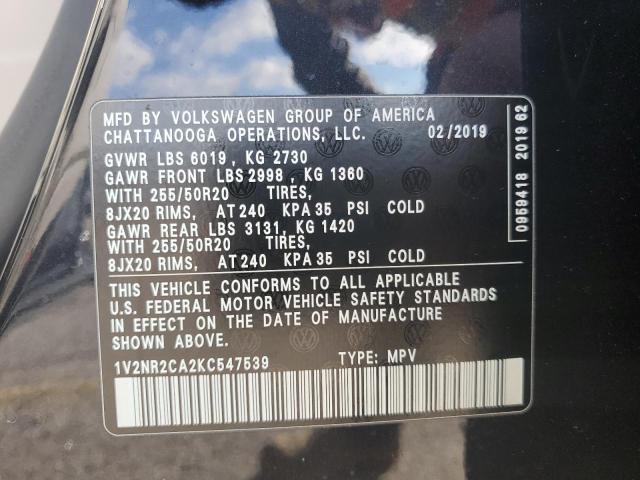 MFD BY VOLKSWAGEN GROUP OF AMERICA
CHATTANOOGA OPERATIONS, LLC. 02/2019
GVWR LBS 6019, KG 2730
GAWR FRONT LBS 2998, KG 1360
WITH 255/50R20 TIRES,
8JX20 RIMS, AT 240 KPA 35 PSI COLD
GAWR REAR LBS 3131, KG 1420
WITH 255/50R20 TIRES,
8JX20 RIMS, AT 240 KPA 35 PSI COLD
THIS VEHICLE CONFORMS TO ALL APPLICABLE
U.S. FEDERAL MOTOR VEHICLE SAFETY STANDARDS
IN EFFECT ON THE DATE OF MANUFACTURE
SHOWN ABOVE.
1V2NR2CA2KC547539 TYPE: MPV
0959418 2019 62